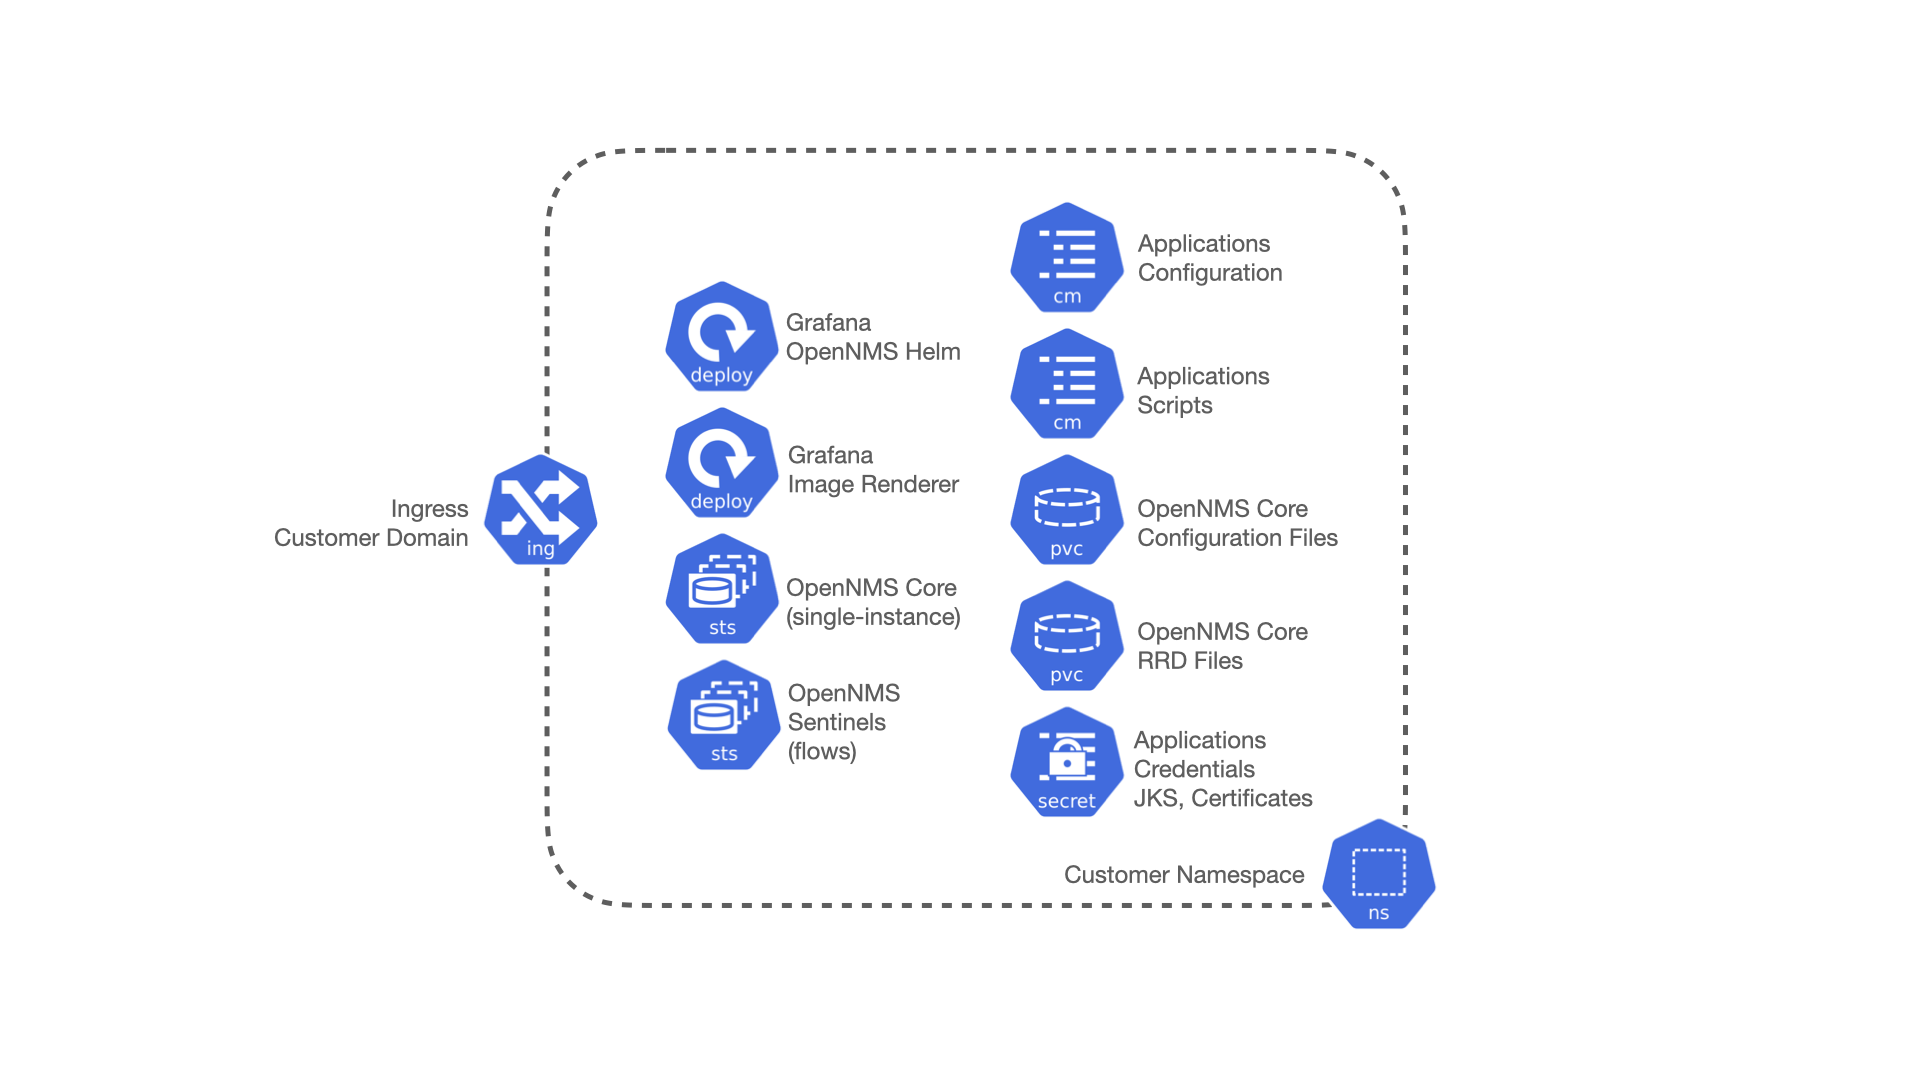 Ingress
Customer Domain
ing
deploy
Grafana
OpenNMS Helm
deploy
Grafana
Image Renderer
sts
OpenNMS Core
(single-instance)
sts
OpenNMS
Sentinels
(flows)
cm
Applications
Configuration
cm
Applications
Scripts
pvc
OpenNMS Core
Configuration Files
pvc
OpenNMS Core
RRD Files
secret
Applications
Credentials
JKS, Certificates
Customer Namespace
ns